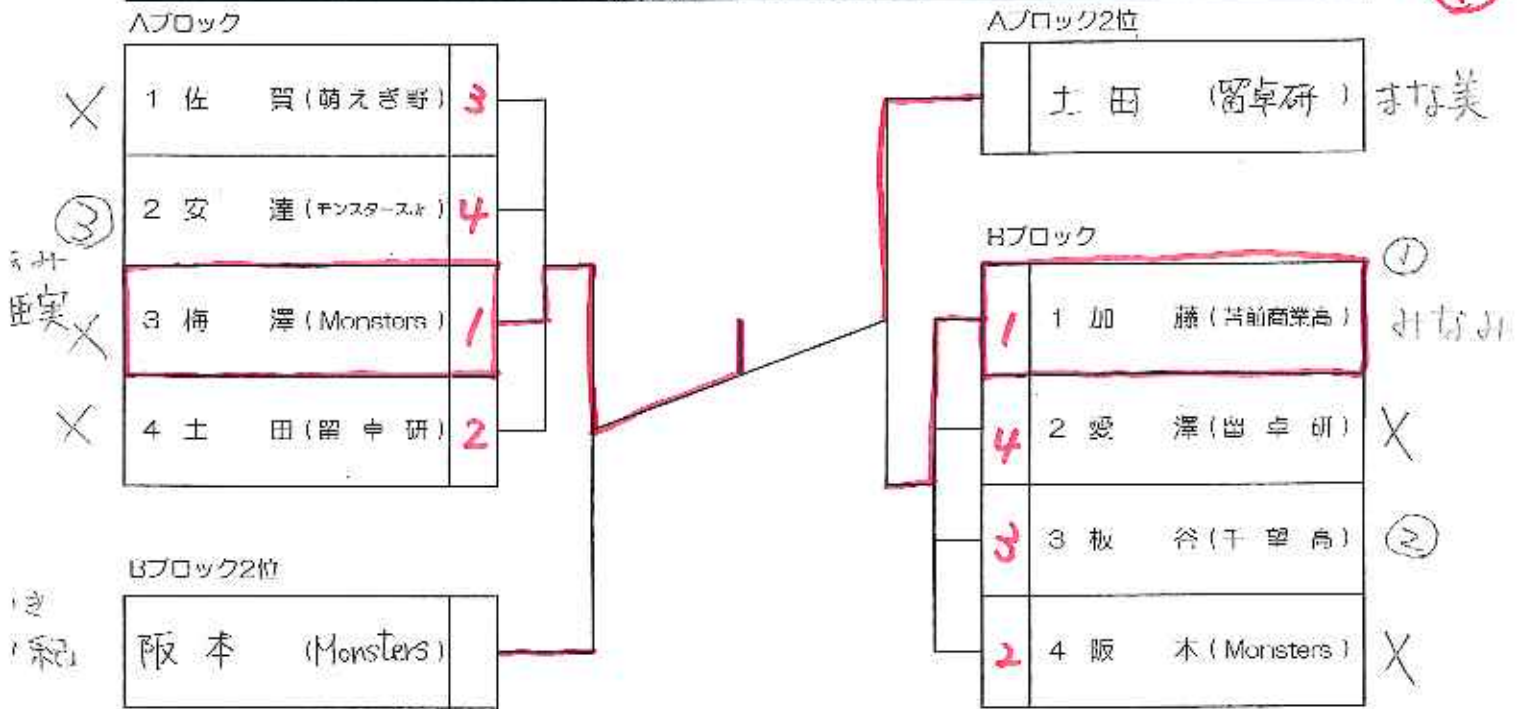 Aブロック
1 佐 賀 (萌えぎ野) 3
X
2 安 達 (モンスターズJr) 4
③
3 梅 澤 (Monsters) 1
X
4 土 田 (留卓研) 2
X
Bブロック2位
阪本 (Monsters)
Aブロック2位
土田 (留卓研) まな美
Bブロック
①
1 1 加 藤 (苫前商業高) みなみ
4 2 愛 澤 (留卓研) X
3 3 板 谷 (千望高) ②
2 4 阪 本 (Monsters) X